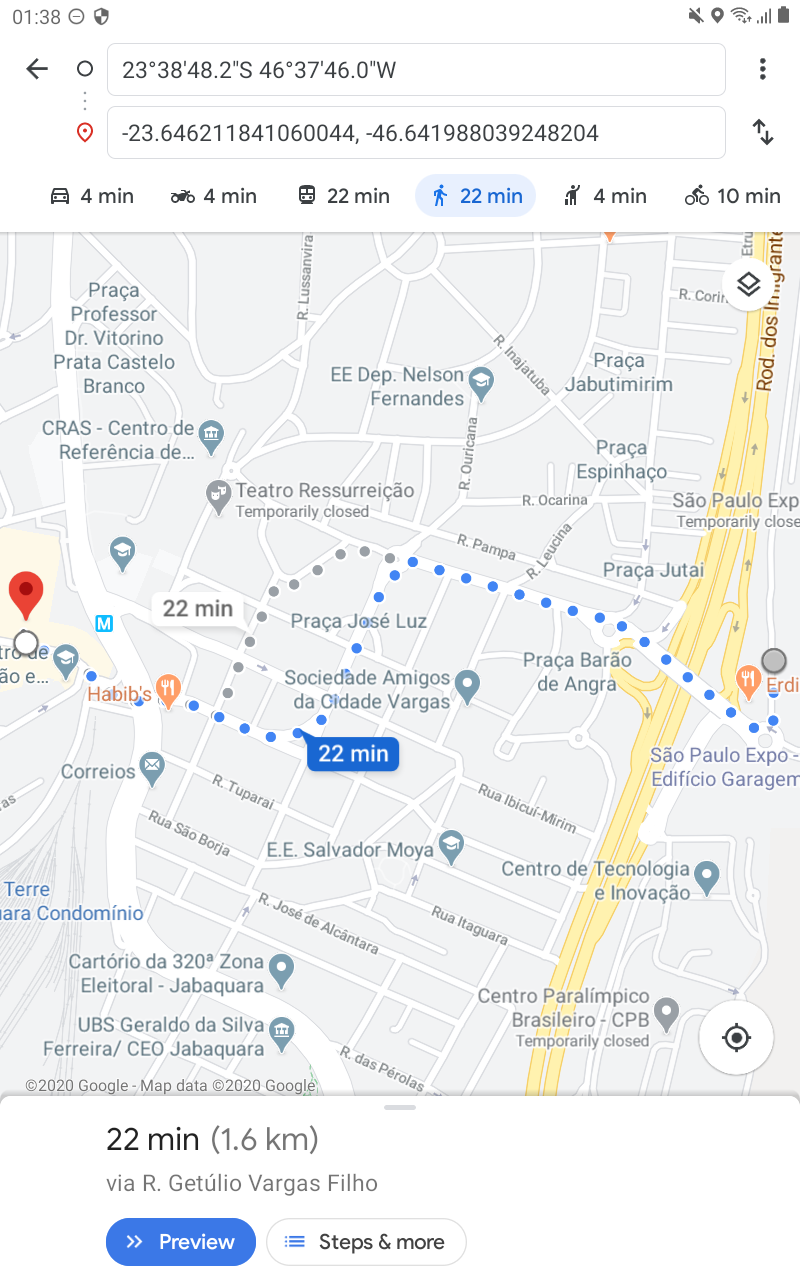 01:38
23°38'48.2"S 46°37'46.0"W
-23.646211841060044, -46.641988039248204
4 min
4 min
22 min
22 min
4 min
10 min
Praça
Professor
Dr. Vitorino
Prata Castelo
Branco
R. Lussanvira
R. Corir
Rod. dos Imigrante
Etru
R. Inajatuba
EE Dep. Nelson
Fernandes
Praça
Jabutimirim
CRAS - Centro de
Referência de...
R. Ouricana
Praça
Espinhaço
Teatro Ressurreição
Temporarily closed
R. Ocarina
São Paulo Exp
Temporarily close
R. Pampa
R. Leucina
Praça Jutaí
22 min
Praça José Luz
M
tro de
ão e...
Habib's
Sociedade Amigos
da Cidade Vargas
Praça Barão
de Angra
Erdi
22 min
São Paulo Expo -
Edifício Garagem
Correios
R. Tuparai
R. Ibicuí-Mirim
as
Rua São Borja
E.E. Salvador Moya
Centro de Tecnologia
e Inovação
Terre
uara Condomínio
R. José de Alcântara
Rua Itaguara
Cartório da 320ª Zona
Eleitoral - Jabaquara
Centro Paralímpico
Brasileiro - CPB
Temporarily closed
UBS Geraldo da Silva
Ferreira/ CEO Jabaquara
R. das Pérolas
©2020 Google - Map data ©2020 Google
22 min (1.6 km)
via R. Getúlio Vargas Filho
Preview
Steps & more